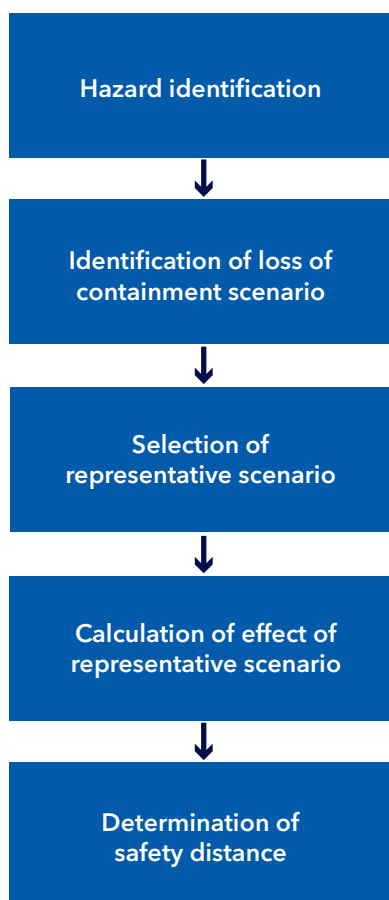 Hazard identification
Identification of loss of
containment scenario
Selection of
representative scenario
Calculation of effect of
representative scenario
Determination of
safety distance